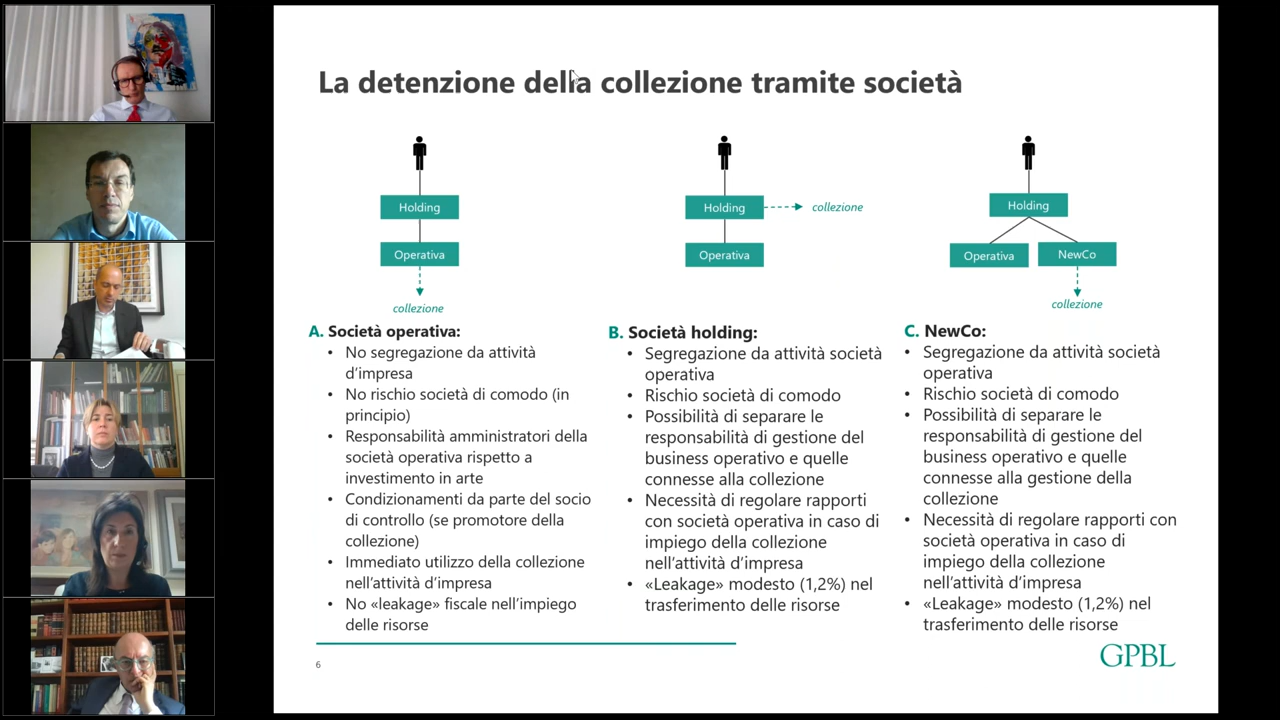 La detenzione della collezione tramite società
Holding
Operativa
collezione
Holding
collezione
Operativa
Holding
Operativa
NewCo
collezione
A. Società operativa:
• No segregazione da attività
d'impresa
• No rischio società di comodo (in
principio)
• Responsabilità amministratori della
società operativa rispetto a
investimento in arte
• Condizionamenti da parte del socio
di controllo (se promotore della
collezione)
• Immediato utilizzo della collezione
nell'attività d'impresa
• No «leakage» fiscale nell'impiego
delle risorse
B. Società holding:
• Segregazione da attività società
operativa
• Rischio società di comodo
• Possibilità di separare le
responsabilità di gestione del
business operativo e quelle
connesse alla collezione
• Necessità di regolare rapporti
con società operativa in caso di
impiego della collezione
nell'attività d'impresa
• «Leakage» modesto (1,2%) nel
trasferimento delle risorse
C. NewCo:
• Segregazione da attività società
operativa
• Rischio società di comodo
• Possibilità di separare le
responsabilità di gestione del
business operativo e quelle
connesse alla gestione della
collezione
• Necessità di regolare rapporti con
società operativa in caso di
impiego della collezione
nell'attività d'impresa
• «Leakage» modesto (1,2%) nel
trasferimento delle risorse
6
GPBL